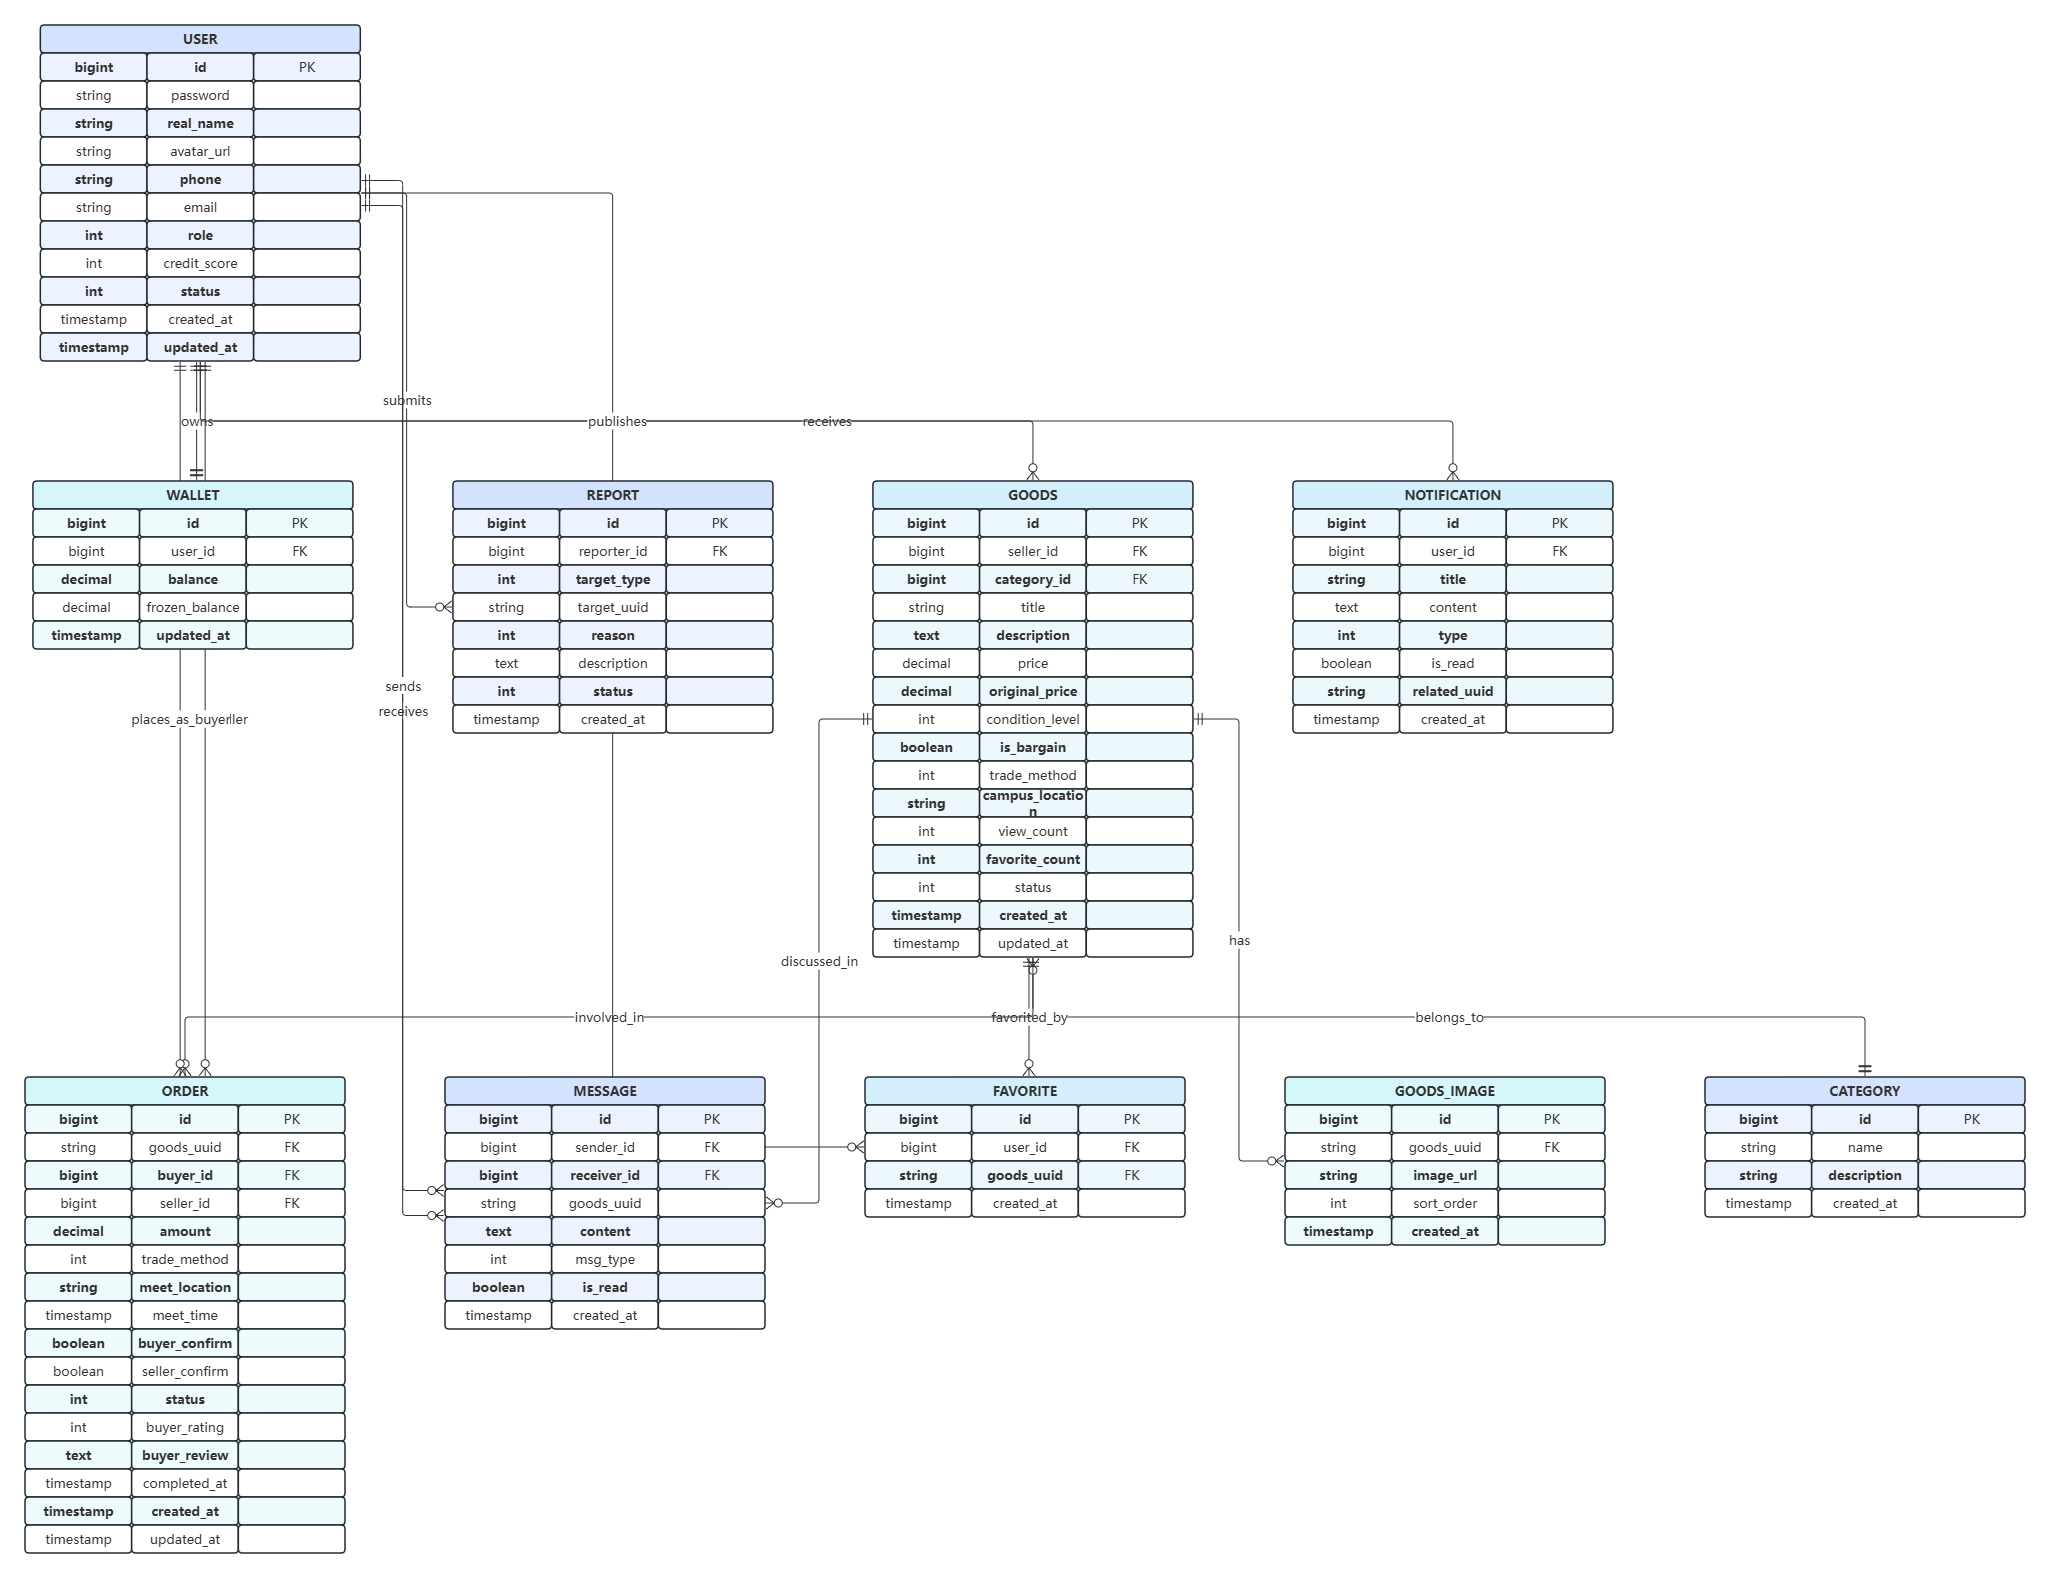 USER
bigint id PK
string password
string real_name
string avatar_url
string phone
string email
int role
int credit_score
int status
timestamp created_at
timestamp updated_at
submits
owns publishes receives
WALLET
bigint id PK
bigint user_id FK
decimal balance
decimal frozen_balance
timestamp updated_at
REPORT
bigint id PK
bigint reporter_id FK
int target_type
string target_uuid
int reason
text description
int status
timestamp created_at
GOODS
bigint id PK
bigint seller_id FK
bigint category_id FK
string title
text description
decimal price
decimal original_price
int condition_level
boolean is_bargain
int trade_method
string campus_locatio
n
int view_count
int favorite_count
int status
timestamp created_at
timestamp updated_at
NOTIFICATION
bigint id PK
bigint user_id FK
string title
text content
int type
boolean is_read
string related_uuid
timestamp created_at
sends
receives
places_as_buyer
discussed_in
has
involved_in favorited_by belongs_to
ORDER
bigint id PK
string goods_uuid FK
bigint buyer_id FK
bigint seller_id FK
decimal amount
int trade_method
string meet_location
timestamp meet_time
boolean buyer_confirm
boolean seller_confirm
int status
int buyer_rating
text buyer_review
timestamp completed_at
timestamp created_at
timestamp updated_at
MESSAGE
bigint id PK
bigint sender_id FK
bigint receiver_id FK
string goods_uuid
text content
int msg_type
boolean is_read
timestamp created_at
FAVORITE
bigint id PK
bigint user_id FK
string goods_uuid FK
timestamp created_at
GOODS_IMAGE
bigint id PK
string goods_uuid FK
string image_url
int sort_order
timestamp created_at
CATEGORY
bigint id PK
string name
string description
timestamp created_at